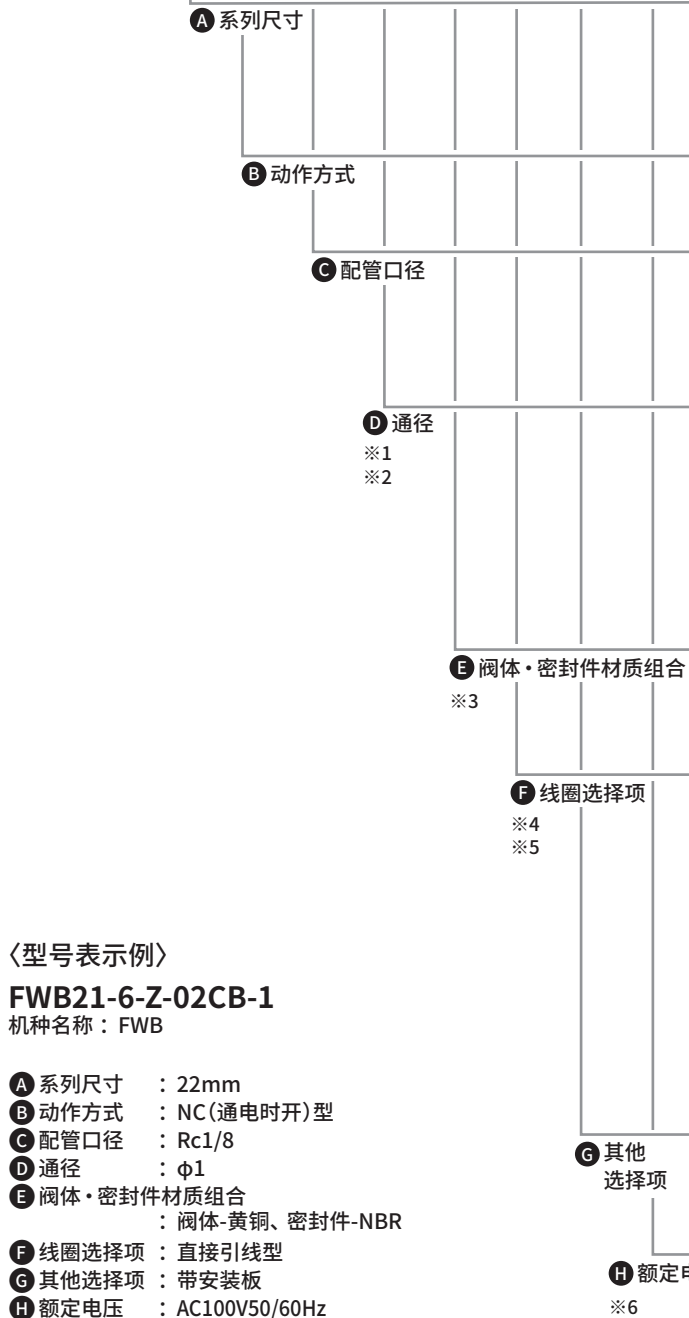 A 系列尺寸
B 动作方式
C 配管口径
D 通径
※1
※2
E 阀体・密封件材质组合
※3
F 线圈选择项
※4
※5
〈型号表示例〉
FWB21-6-Z-02CB-1
机种名称：FWB
A 系列尺寸 ：22mm
B 动作方式 ：NC（通电时开）型
C 配管口径 ：Rc1/8
D 通径 ：φ1
E 阀体・密封件材质组合
：阀体-黄铜、密封件-NBR
F 线圈选择项 ：直接引线型
G 其他选择项 ：带安装板
H 额定电压 ：AC100V50/60Hz
G 其他
选择项
H 额定电
※6